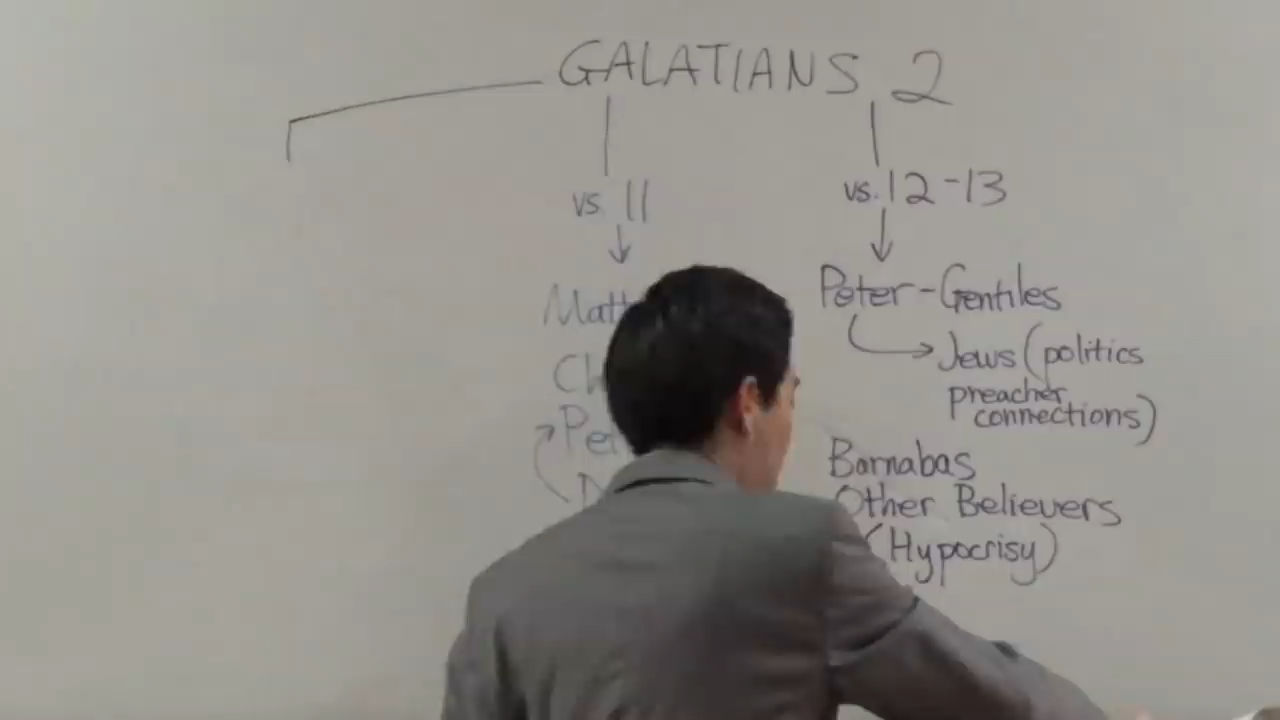 GALATIANS 2
vs. 11
vs. 12-13
Peter-Gentiles
Jews (politics
preacher
connections)
Barnabas
Other Believers
(Hypocrisy)